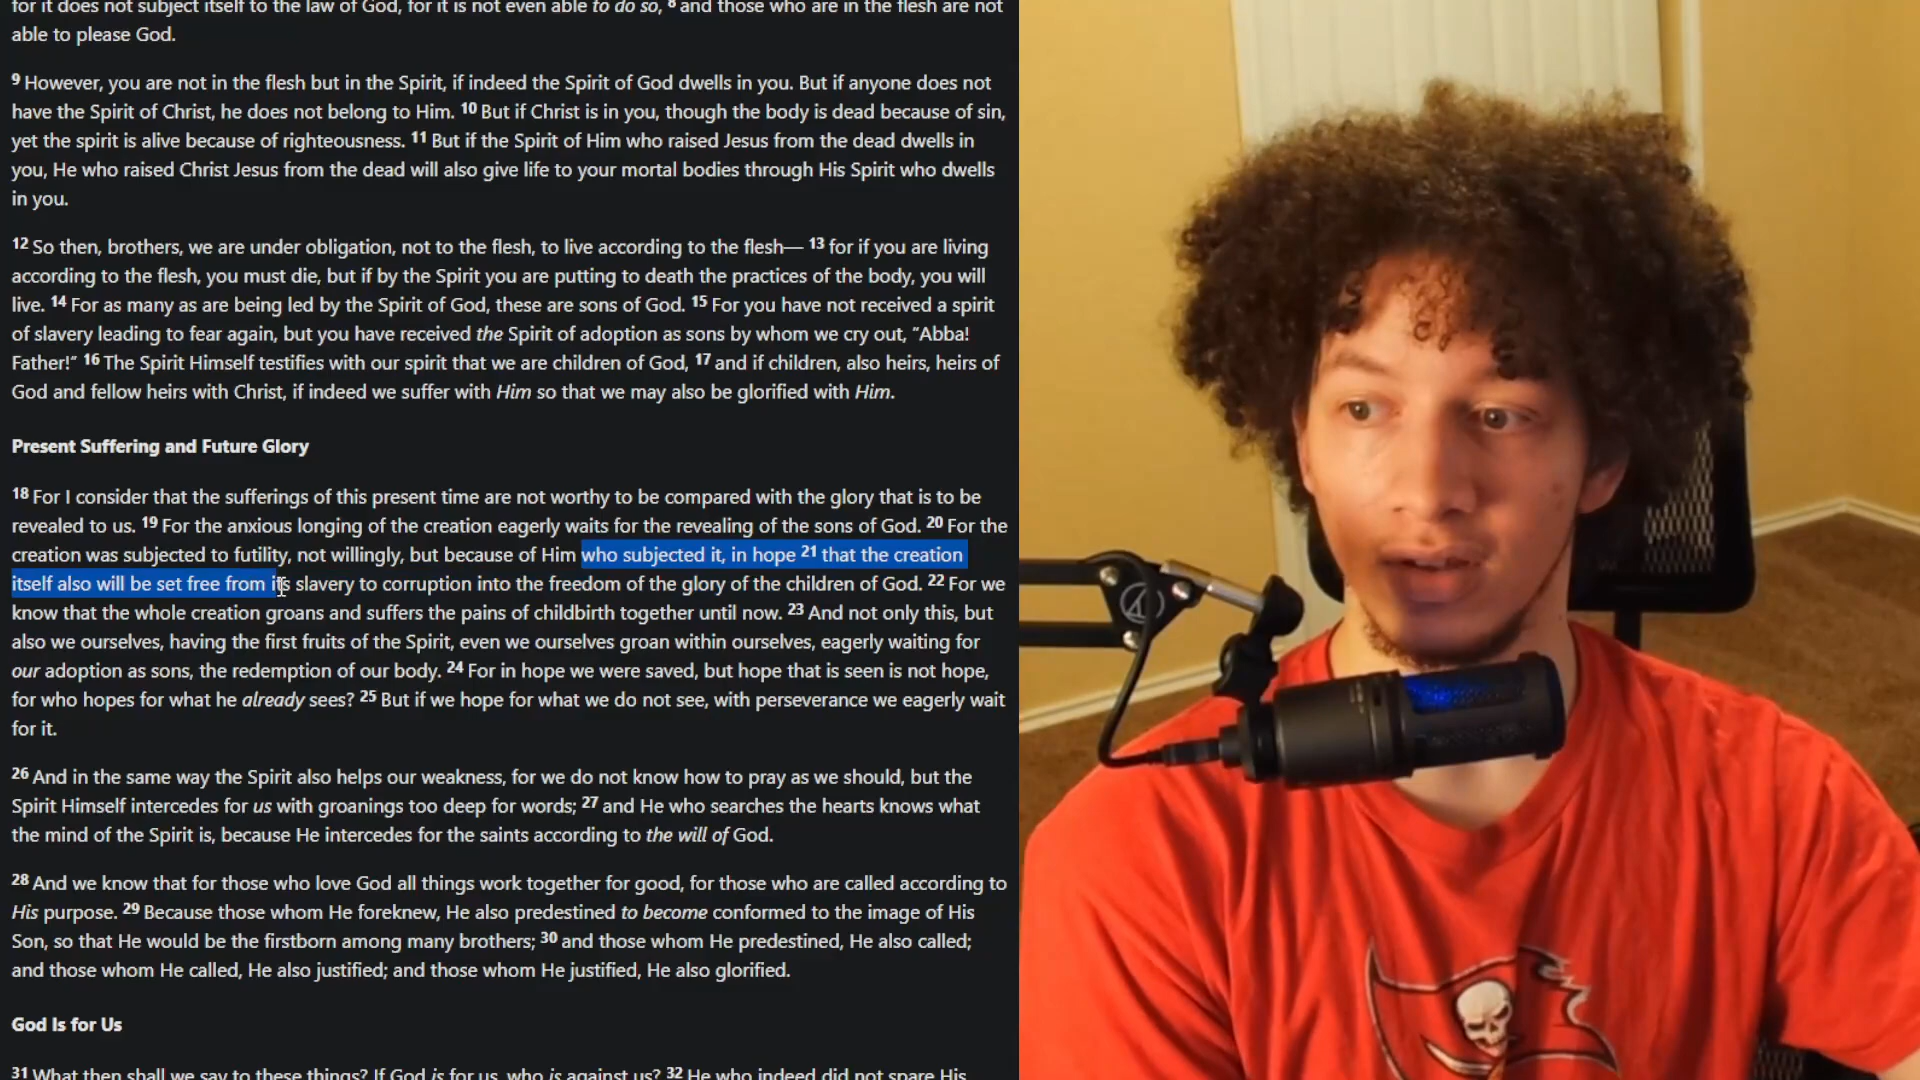 for it does not subject itself to the law of God, for it is not even able to do so, 8 and those who are in the flesh are not
able to please God.
9 However, you are not in the flesh but in the Spirit, if indeed the Spirit of God dwells in you. But if anyone does not
have the Spirit of Christ, he does not belong to Him. 10 But if Christ is in you, though the body is dead because of sin,
yet the spirit is alive because of righteousness. 11 But if the Spirit of Him who raised Jesus from the dead dwells in
you, He who raised Christ Jesus from the dead will also give life to your mortal bodies through His Spirit who dwells
in you.
12 So then, brothers, we are under obligation, not to the flesh, to live according to the flesh— 13 for if you are living
according to the flesh, you must die, but if by the Spirit you are putting to death the practices of the body, you will
live. 14 For as many as are being led by the Spirit of God, these are sons of God. 15 For you have not received a spirit
of slavery leading to fear again, but you have received the Spirit of adoption as sons by whom we cry out, “Abba!
Father!” 16 The Spirit Himself testifies with our spirit that we are children of God, 17 and if children, also heirs, heirs of
God and fellow heirs with Christ, if indeed we suffer with Him so that we may also be glorified with Him.
Present Suffering and Future Glory
18 For I consider that the sufferings of this present time are not worthy to be compared with the glory that is to be
revealed to us. 19 For the anxious longing of the creation eagerly waits for the revealing of the sons of God. 20 For the
creation was subjected to futility, not willingly, but because of Him who subjected it, in hope 21 that the creation
itself also will be set free from its slavery to corruption into the freedom of the glory of the children of God. 22 For we
know that the whole creation groans and suffers the pains of childbirth together until now. 23 And not only this, but
also we ourselves, having the first fruits of the Spirit, even we ourselves groan within ourselves, eagerly waiting for
our adoption as sons, the redemption of our body. 24 For in hope we were saved, but hope that is seen is not hope,
for who hopes for what he already sees? 25 But if we hope for what we do not see, with perseverance we eagerly wait
for it.
26 And in the same way the Spirit also helps our weakness, for we do not know how to pray as we should, but the
Spirit Himself intercedes for us with groanings too deep for words; 27 and He who searches the hearts knows what
the mind of the Spirit is, because He intercedes for the saints according to the will of God.
28 And we know that for those who love God all things work together for good, for those who are called according to
His purpose. 29 Because those whom He foreknew, He also predestined to become conformed to the image of His
Son, so that He would be the firstborn among many brothers; 30 and those whom He predestined, He also called;
and those whom He called, He also justified; and those whom He justified, He also glorified.
God Is for Us
31 What then shall we say to these things? If God is for us, who is against us? 32 He who indeed did not spare His